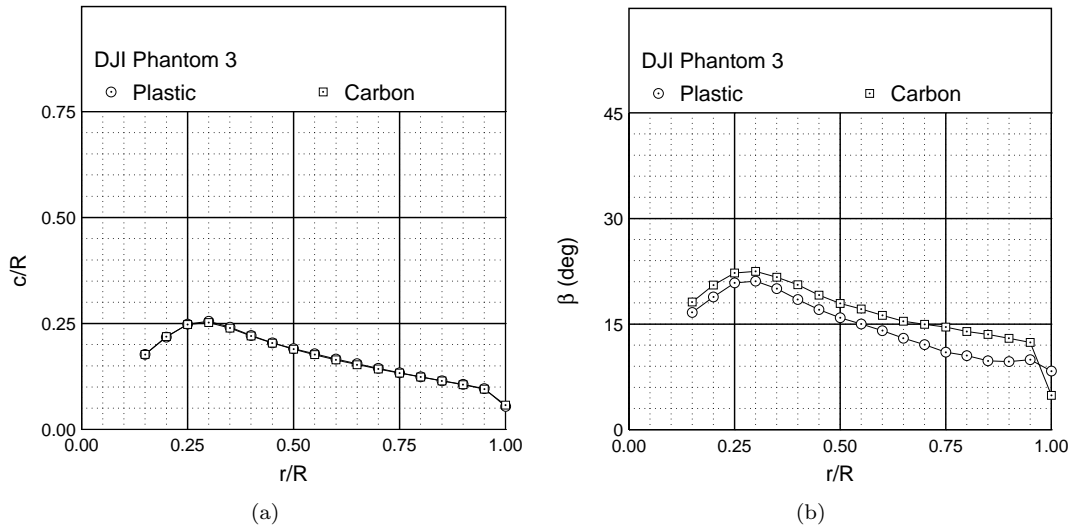 DJI Phantom 3
Plastic Carbon
0.75
0.50
0.25
0.00
c/R
0.00 0.25 0.50 0.75 1.00
r/R
(a)
DJI Phantom 3
Plastic Carbon
45
30
15
0
β (deg)
0.00 0.25 0.50 0.75 1.00
r/R
(b)